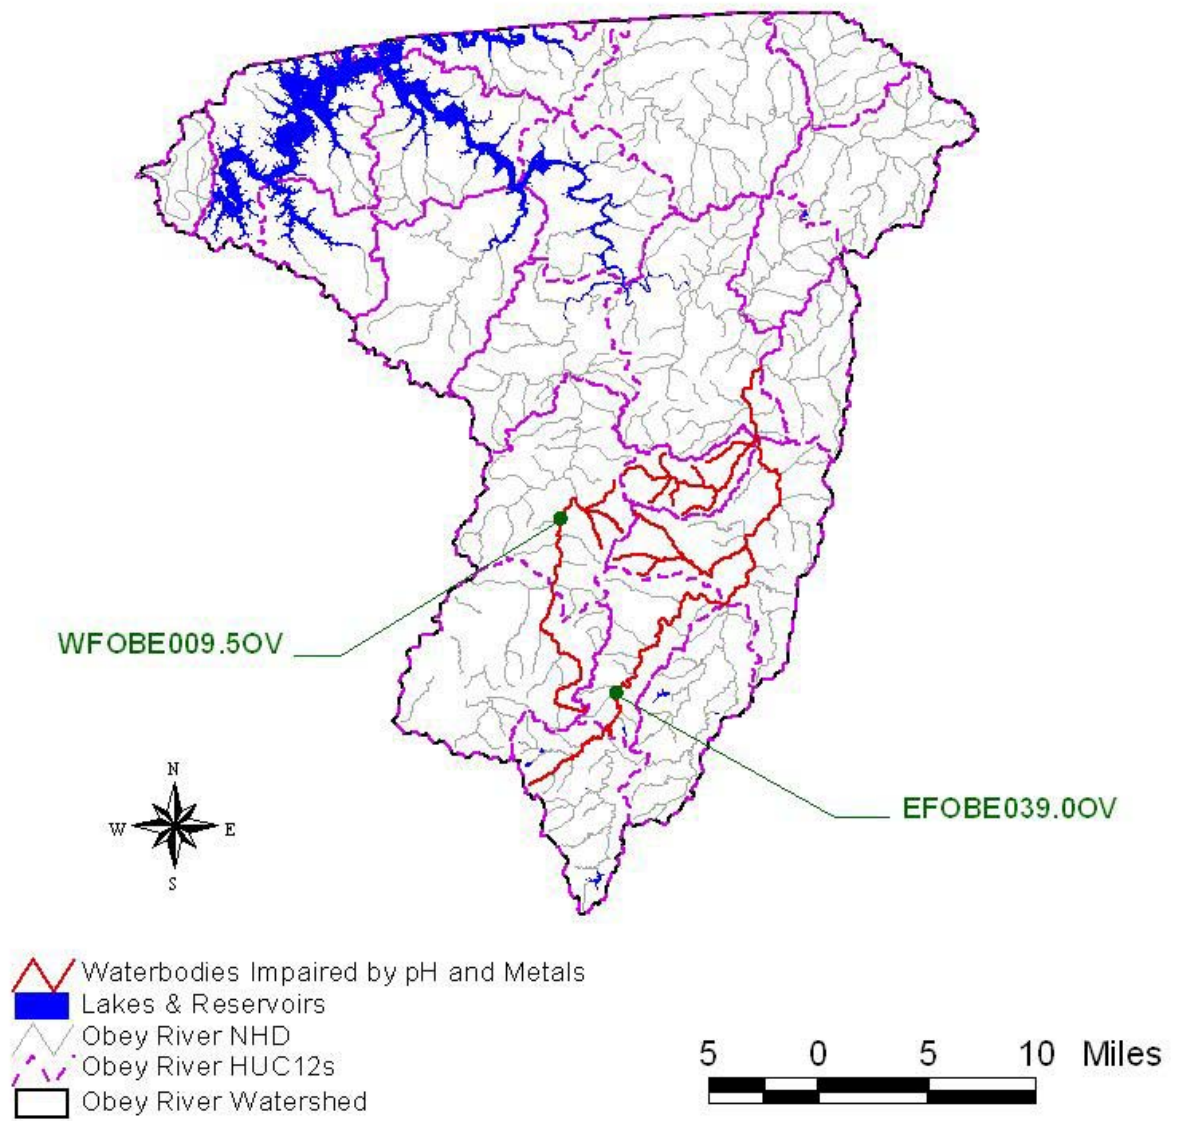 WFOBE009.5OV
EFOBE039.0OV
N
W E
S
Waterbodies Impaired by pH and Metals
Lakes & Reservoirs
Obey River NHD
Obey River HUC12s
Obey River Watershed
5 0 5 10 Miles